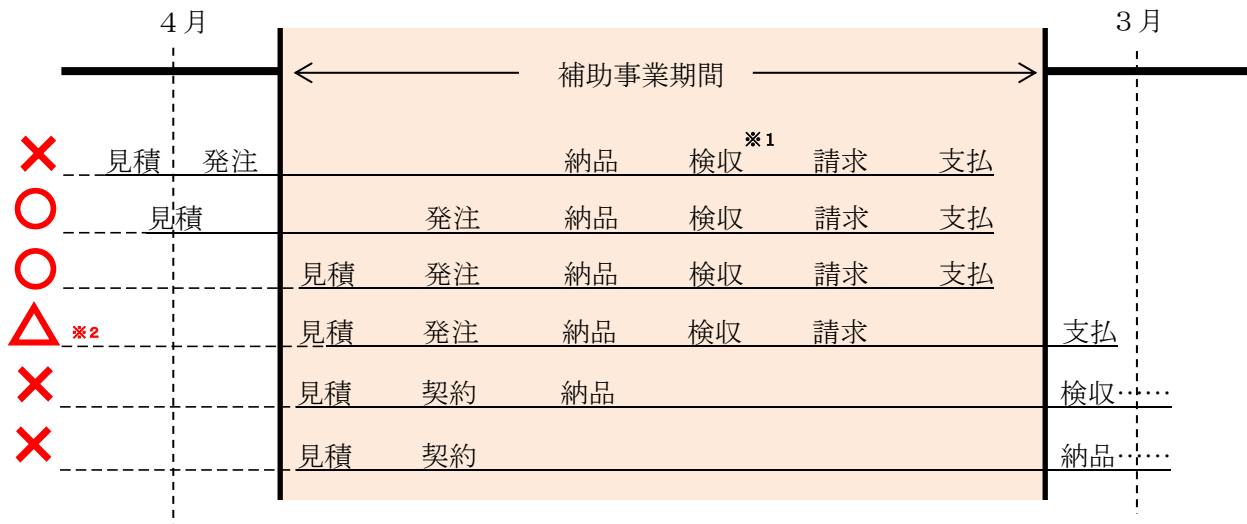 ４月
３月
補助事業期間
※１
見積 発注 納品 検収 請求 支払
見積 発注 納品 検収 請求 支払
見積 発注 納品 検収 請求 支払
※2 見積 発注 納品 検収 請求 支払
見積 契約 納品 検収……
見積 契約 納品……